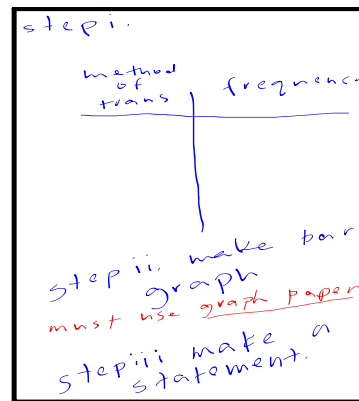 step i.
method
of
trans
frequenc
step ii. make bar
graph
must use graph paper
step iii make a
statement.